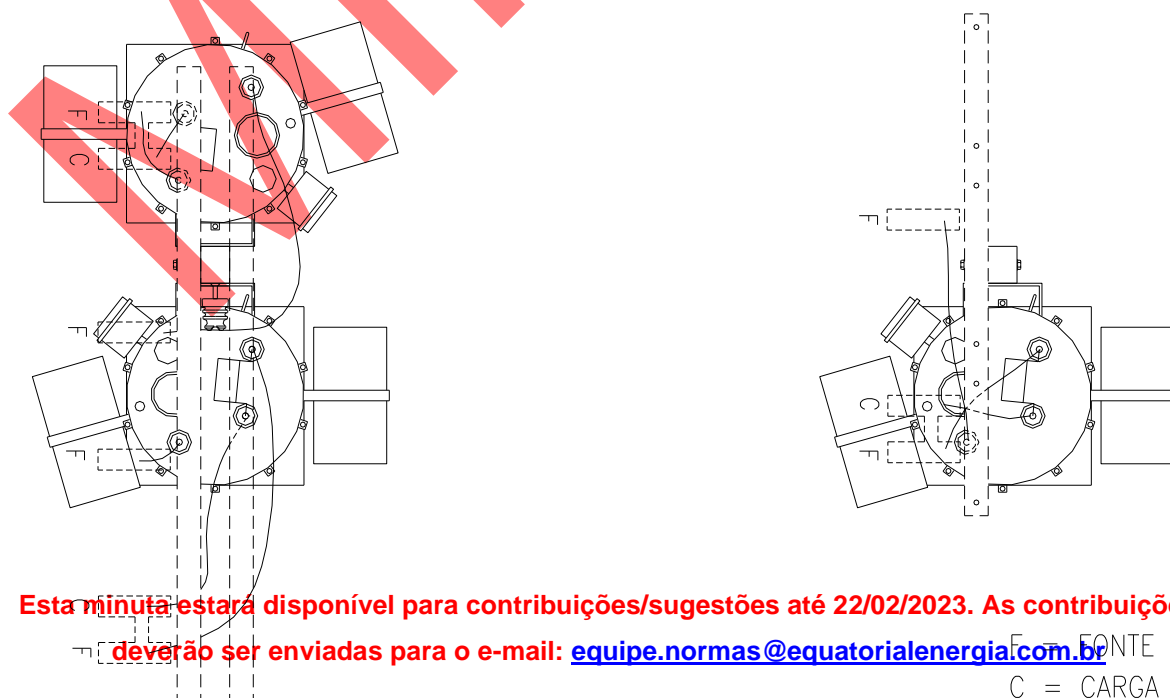 F
C
F
F
F
C
F
Esta minuta estará disponível para contribuições/sugestões até 22/02/2023. As
C
deverão ser enviadas para o e-mail: equipe.normas@equatorialenergia.com.br
F
F = FONTE
C = CARGA